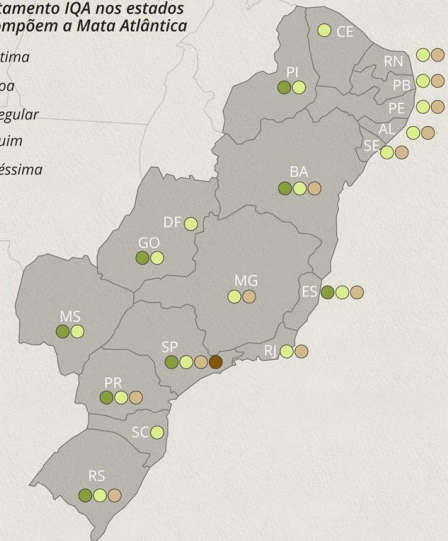 tamento IQA nos estados
ompõem a Mata Atlântica
tima
oa
egular
uim
éssima
CE
RN
PI
PB
PE
AL
SE
BA
DF
GO
MG
ES
MS
SP
RJ
PR
SC
RS